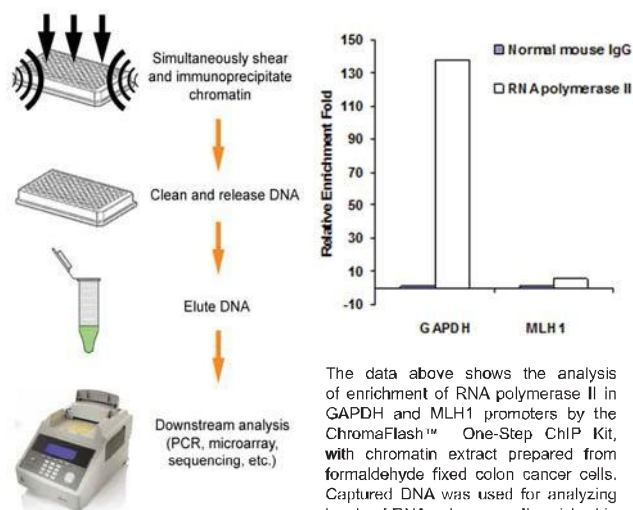 Simultaneously shear
and immunoprecipitate
chromatin
Clean and release DNA
Elute DNA
Downstream analysis
(PCR, microarray,
sequencing, etc.)
150
130
110
90
70
50
30
10
-10
Relative Enrichment Fold
Normal mouse IgG
RNA polymerase II
GAPDH
MLH1
The data above shows the analysis
of enrichment of RNA polymerase II in
GAPDH and MLH1 promoters by the
ChromaFlash™ One-Step ChIP Kit,
with chromatin extract prepared from
formaldehyde fixed colon cancer cells.
Captured DNA was used for analyzing